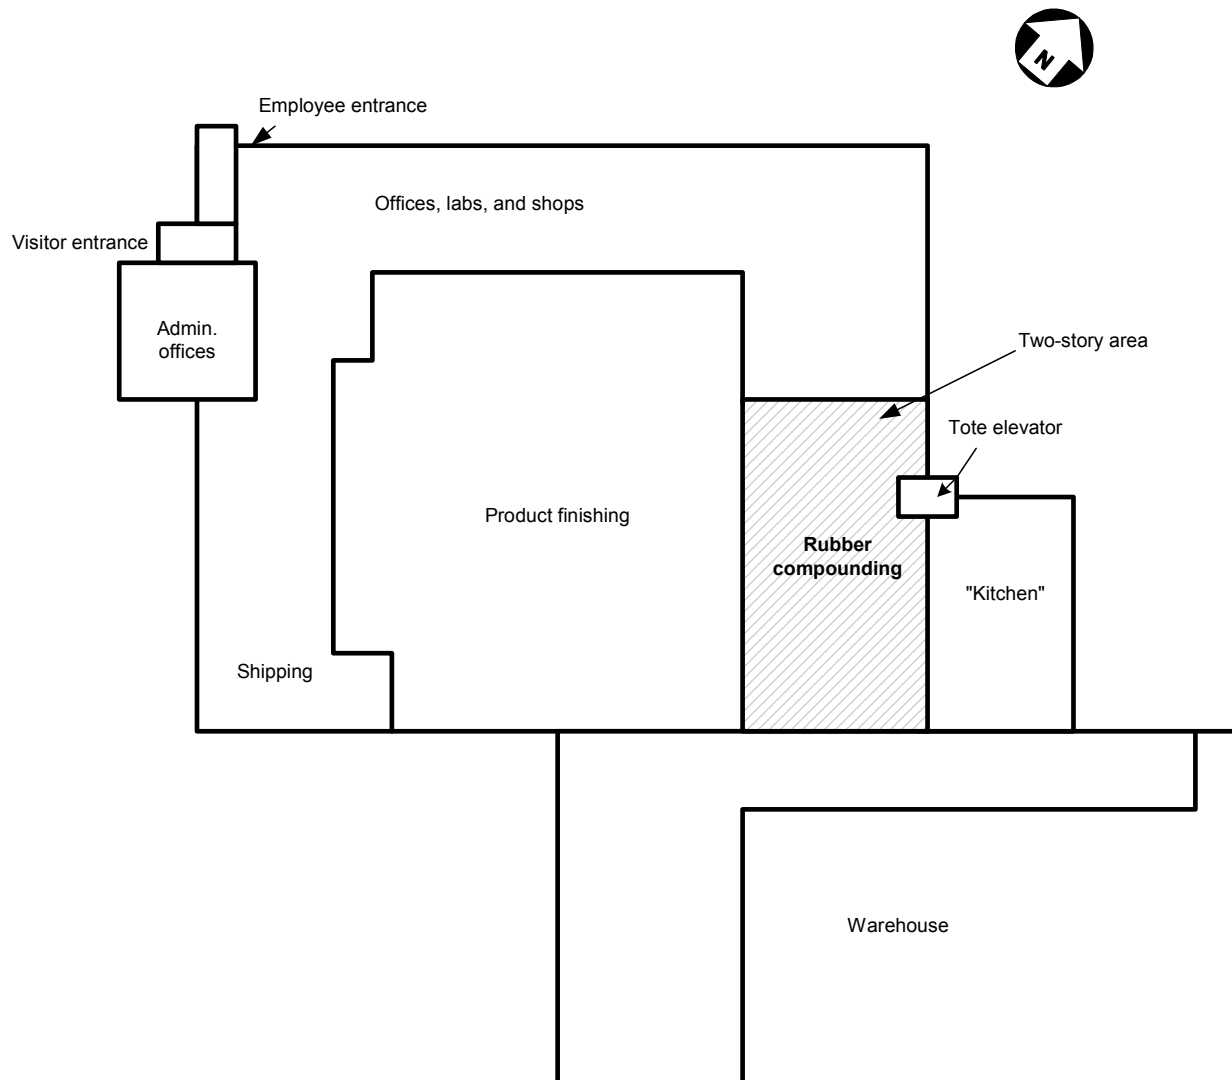 N
Employee entrance
Offices, labs, and shops
Visitor entrance
Admin.
offices
Two-story area
Tote elevator
Product finishing
Rubber
compounding
"Kitchen"
Shipping
Warehouse